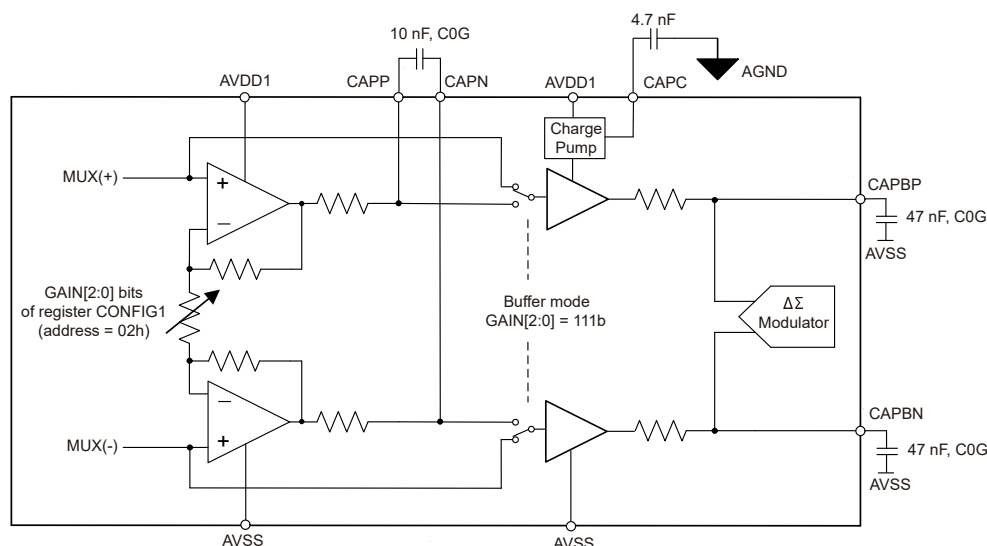 4.7 nF
10 nF, C0G
AGND
AVDD1
CAPP
CAPN
AVDD1
CAPC
Charge
Pump
MUX(+)
+
−
CAPBP
47 nF, C0G
AVSS
GAIN[2:0] bits
of register CONFIG1
(address = 02h)
Buffer mode
GAIN[2:0] = 111b
ΔΣ
Modulator
−
+
MUX(-)
CAPBN
47 nF, C0G
AVSS
AVSS
AVSS